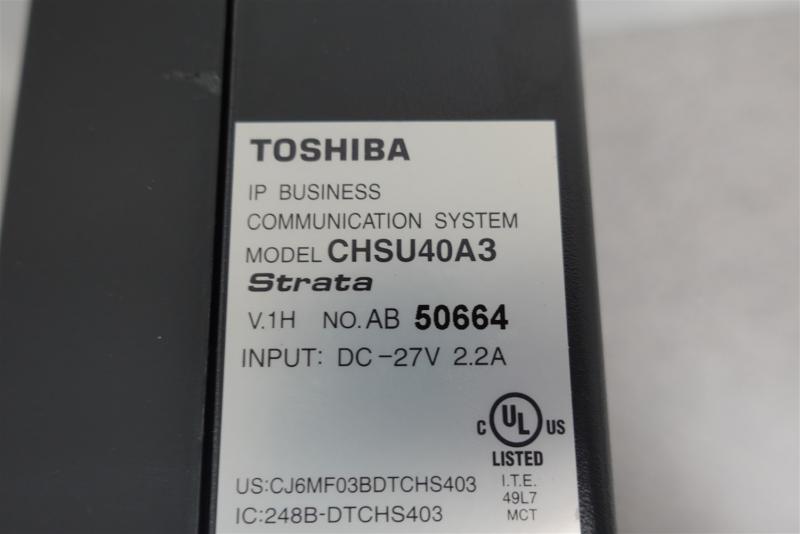 TOSHIBA
IP BUSINESS
COMMUNICATION SYSTEM
MODEL CHSU40A3
Strata
V.1H NO. AB 50664
INPUT: DC -27V 2.2A
C UL US
LISTED
US:CJ6MF03BDTCHS403 I.T.E.
49L7
IC:248B-DTCHS403 MCT